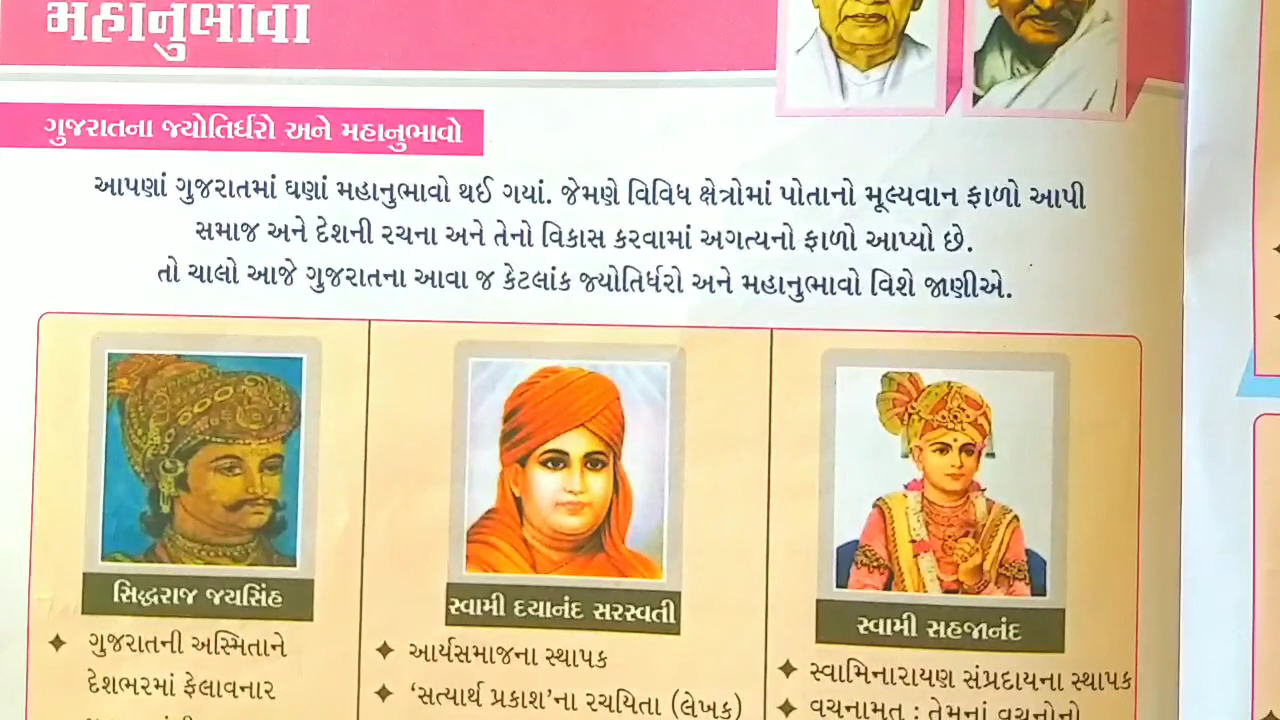 મહાનુભાવો
ગુજરાતના જ્યોતિર્ધરો અને મહાનુભાવો
આપણાં ગુજરાતમાં ઘણાં મહાનુભાવો થઈ ગયાં. જેમણે વિવિધ ક્ષેત્રોમાં પોતાનો મૂલ્યવાન ફાળો આપી
સમાજ અને દેશની રચના અને તેનો વિકાસ કરવામાં અગત્યનો ફાળો આપ્યો છે.
તો ચાલો આજે ગુજરાતના આવા જ કેટલાંક જ્યોતિર્ધરો અને મહાનુભાવો વિશે જાણીએ.
સિદ્ધરાજ જયસિંહ
✦ ગુજરાતની અસ્મિતાને
દેશભરમાં ફેલાવનાર
સ્વામી દયાનંદ સરસ્વતી
✦ આર્યસમાજના સ્થાપક
✦ ‘સત્યાર્થ પ્રકાશ’ના રચયિતા (લેખક)
સ્વામી સહજાનંદ
✦ સ્વામિનારાયણ સંપ્રદાયના સ્થાપક
✦ વચનામૃત : તેમનાં વચનોનો